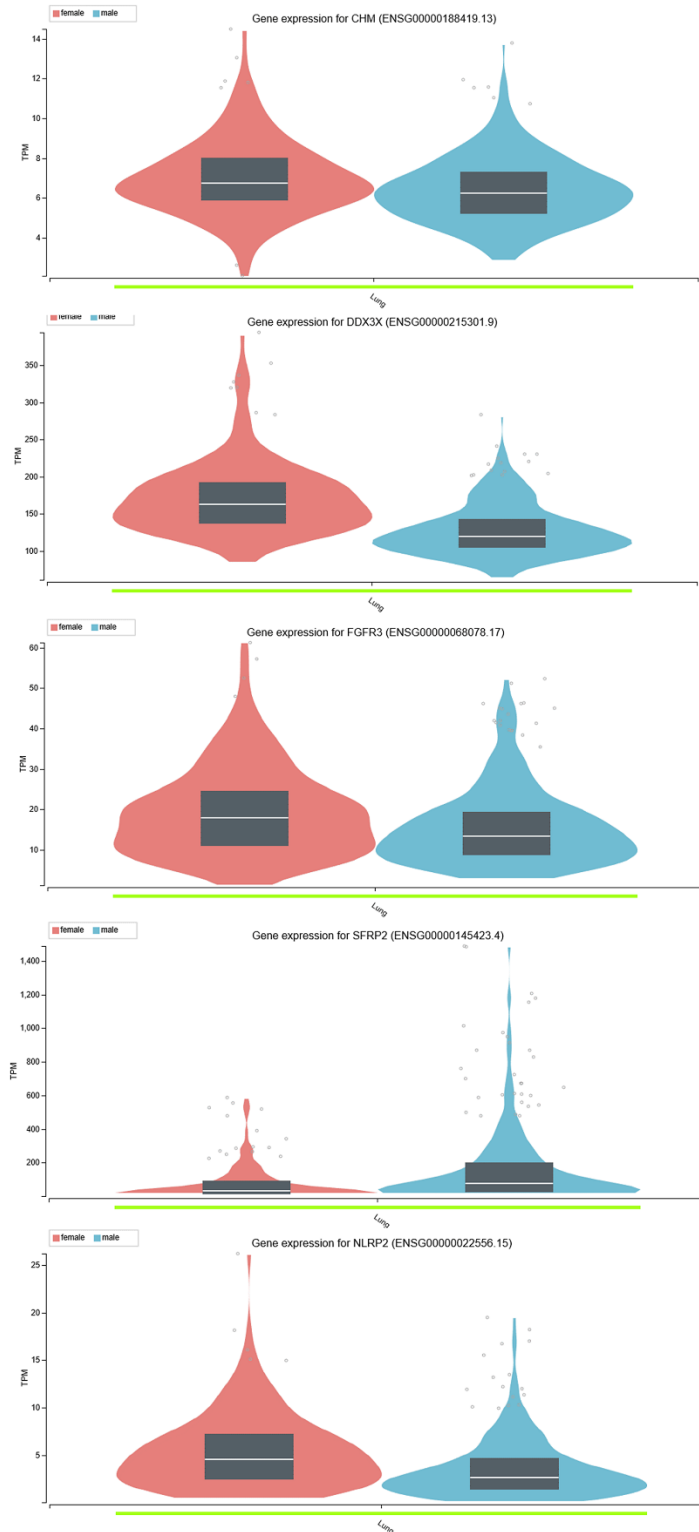 female male
Gene expression for CHM (ENSG00000188419.13)
14
12
10
8
6
4
2
TPM
Lung
female male
Gene expression for DDX3X (ENSG00000215301.9)
350
300
250
200
150
100
TPM
Lung
female male
Gene expression for FGFR3 (ENSG00000068078.17)
60
50
40
30
20
10
TPM
Lung
female male
Gene expression for SFRP2 (ENSG00000145423.4)
1,400
1,200
1,000
800
600
400
200
TPM
Lung
female male
Gene expression for NLRP2 (ENSG00000022556.15)
25
20
15
10
5
TPM
Lung